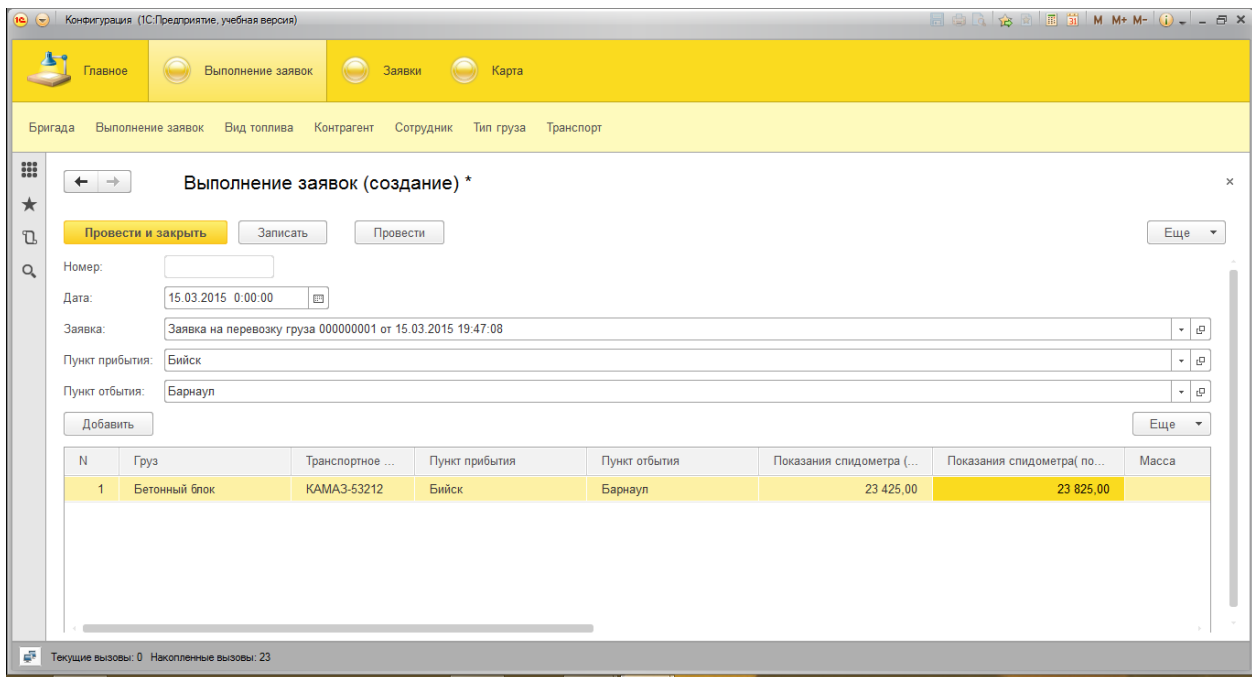 Конфигурация (1С:Предприятие, учебная версия)
M M+ M-
Главное Выполнение заявок Заявки Карта
Бригада Выполнение заявок Вид топлива Контрагент Сотрудник Тип груза Транспорт
Выполнение заявок (создание) *
Провести и закрыть Записать Провести Еще
Номер:
Дата: 15.03.2015 0:00:00
Заявка: Заявка на перевозку груза 000000001 от 15.03.2015 19:47:08
Пункт прибытия: Бийск
Пункт отбытия: Барнаул
Добавить Еще
N Груз Транспортное ... Пункт прибытия Пункт отбытия Показания спидометра (... Показания спидометра( по... Масса
1 Бетонный блок КАМАЗ-53212 Бийск Барнаул 23 425,00 23 825,00
Текущие вызовы: 0 Накопленные вызовы: 23